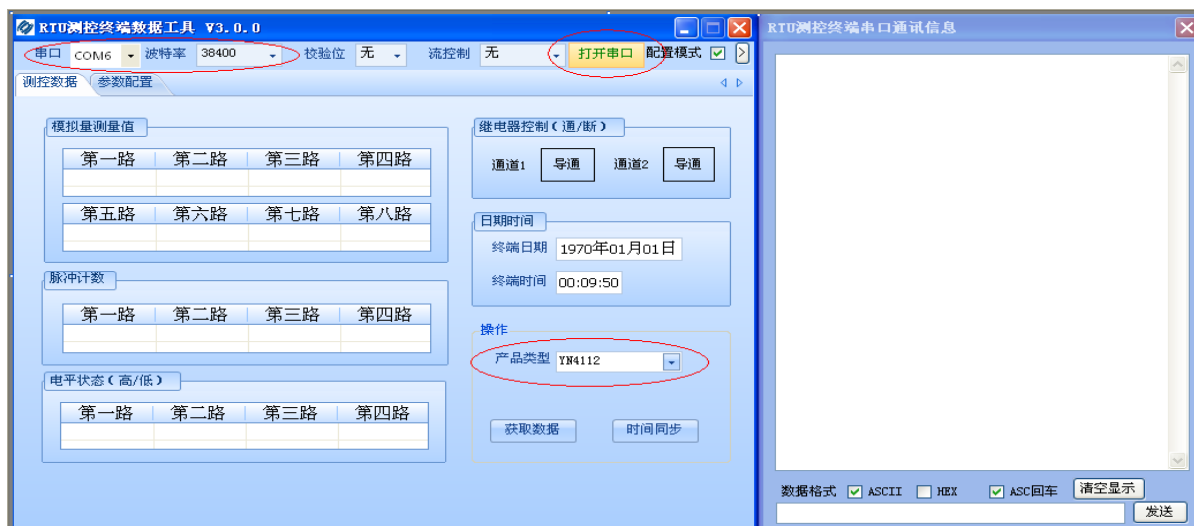 RTU测控终端数据工具 V3.0.0
串口 COM6 波特率 38400 校验位 无 流控制 无 打开串口 配置模式 >
测控数据 参数配置
模拟量测量值
第一路 第二路 第三路 第四路
第五路 第六路 第七路 第八路
脉冲计数
第一路 第二路 第三路 第四路
电平状态(高/低)
第一路 第二路 第三路 第四路
继电器控制(通/断)
通道1 导通 通道2 导通
日期时间
终端日期 1970年01月01日
终端时间 00:09:50
操作
产品类型 YN4112
获取数据 时间同步
RTU测控终端串口通讯信息
数据格式 ASCII HEX ASC回车 清空显示
发送